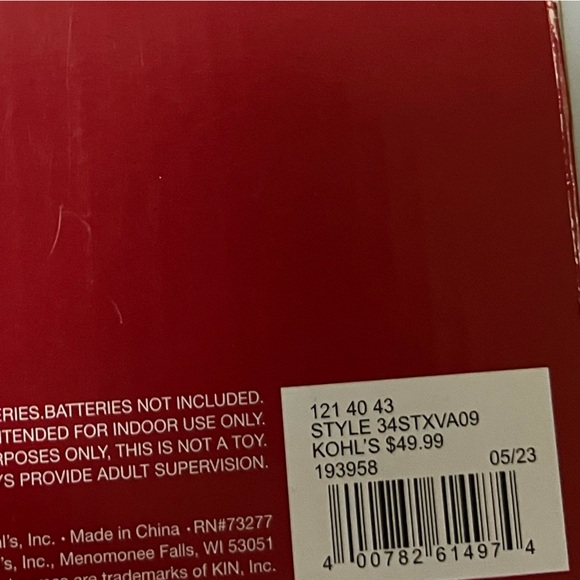 ERIES.BATTERIES NOT INCLUDED.
NTENDED FOR INDOOR USE ONLY.
RPOSES ONLY, THIS IS NOT A TOY.
YS PROVIDE ADULT SUPERVISION.
l's, Inc. • Made in China • RN#73277
's, Inc., Menomonee Falls, WI 53051
are trademarks of KIN, Inc.
121 40 43
STYLE 34STXVA09
KOHL'S $49.99
193958 05/23
4 00782 61497 4